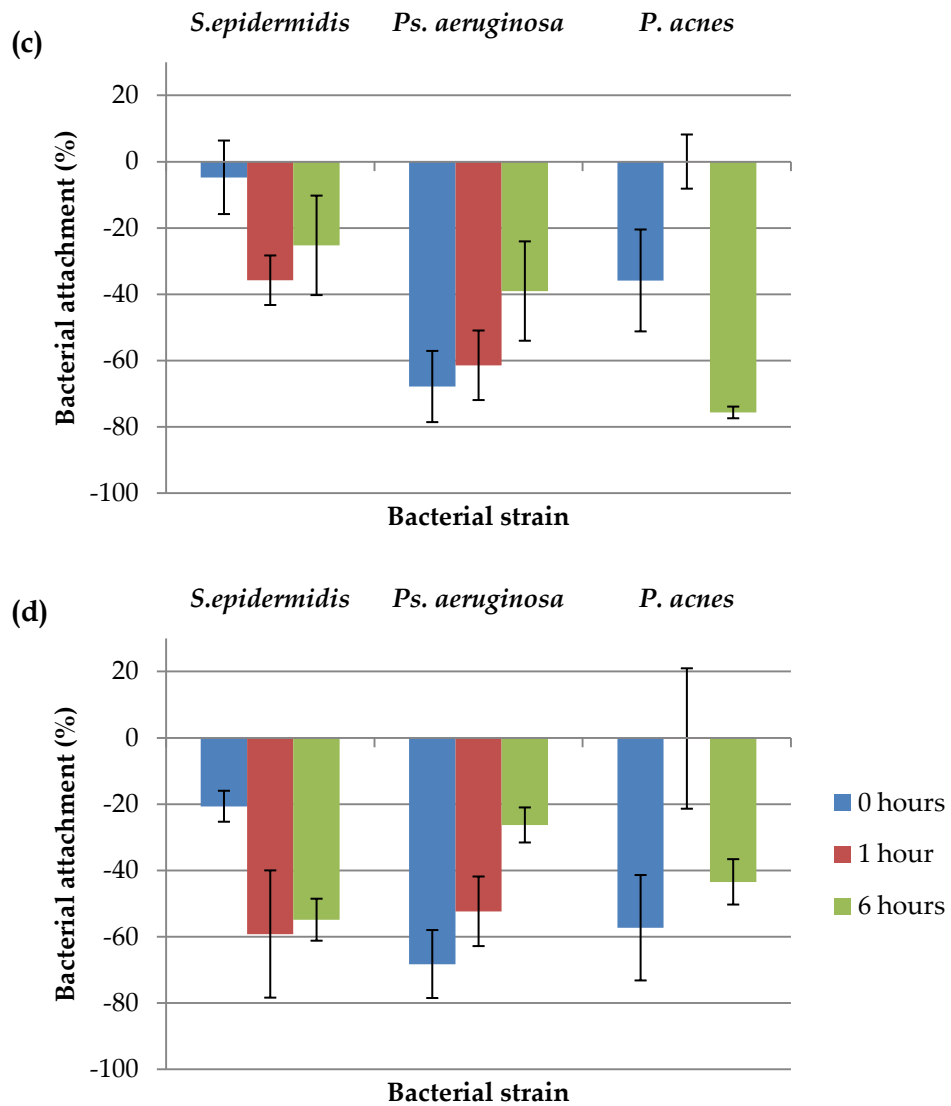 (c)
S.epidermidis Ps. aeruginosa P. acnes
20
0
-20
-40
-60
-80
-100
Bacterial attachment (%)
Bacterial strain
(d)
S.epidermidis Ps. aeruginosa P. acnes
20
0
-20
-40
-60
-80
-100
Bacterial attachment (%)
Bacterial strain
0 hours
1 hour
6 hours